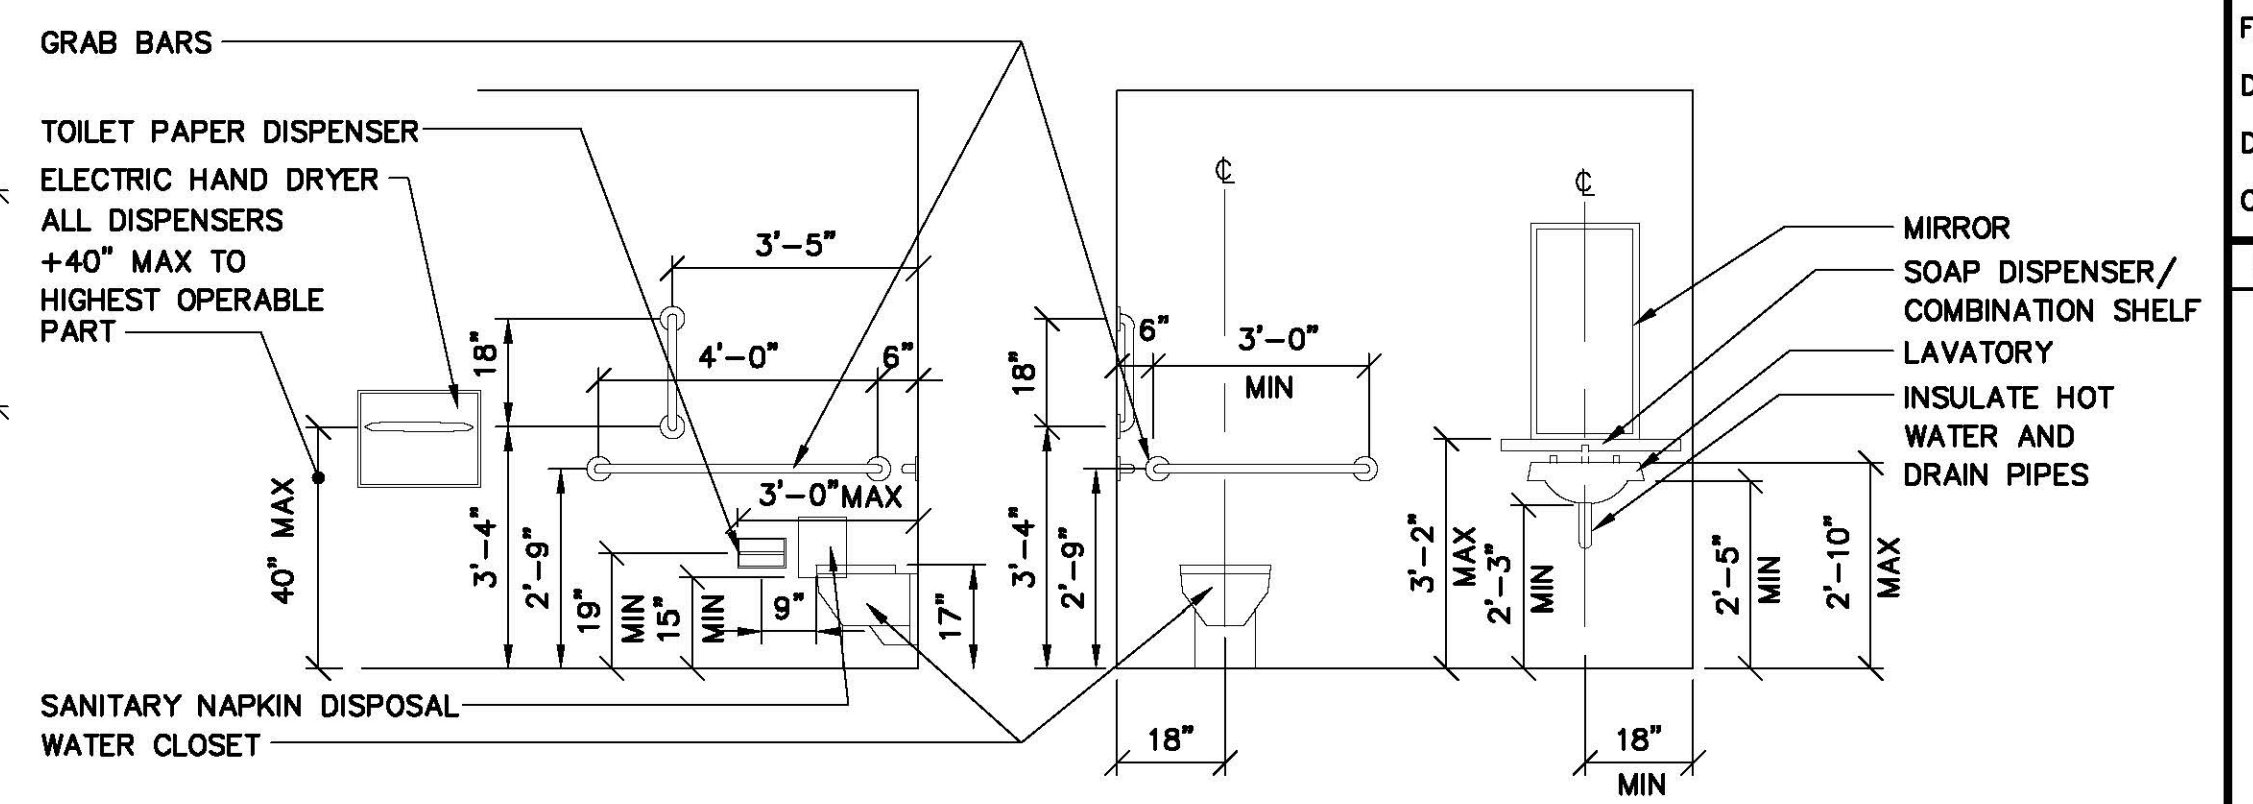 GRAB BARS
TOILET PAPER DISPENSER
ELECTRIC HAND DRYER
ALL DISPENSERS
+40" MAX TO
HIGHEST OPERABLE
PART
40" MAX
18"
3'-4"
2'-9"
19"
MIN
15"
MIN
9"
3'-5"
4'-0"
6"
3'-0" MAX
17"
SANITARY NAPKIN DISPOSAL
WATER CLOSET
18"
3'-4"
2'-9"
6"
3'-0"
MIN
℄
℄
18"
3'-2"
MAX
2'-3"
MIN
2'-5"
MIN
2'-10"
MAX
18"
MIN
MIRROR
SOAP DISPENSER/
COMBINATION SHELF
LAVATORY
INSULATE HOT
WATER AND
DRAIN PIPES
F
D
D